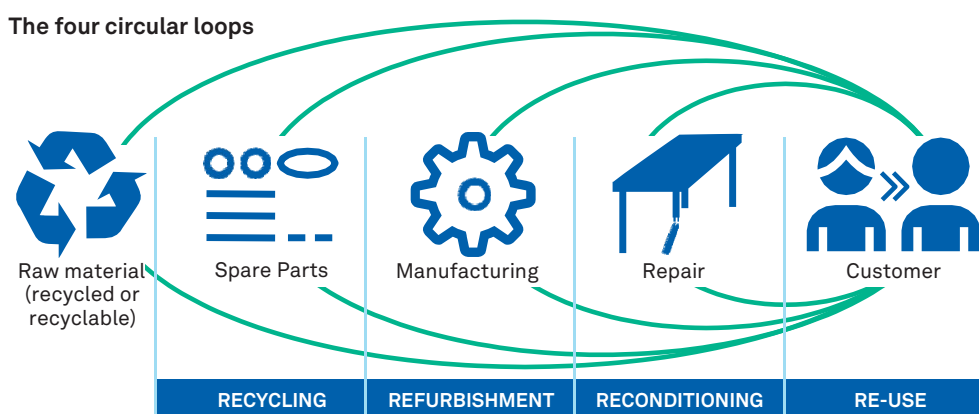 The four circular loops
Raw material
(recycled or
recyclable)
Spare Parts
Manufacturing
Repair
Customer
RECYCLING
REFURBISHMENT
RECONDITIONING
RE-USE